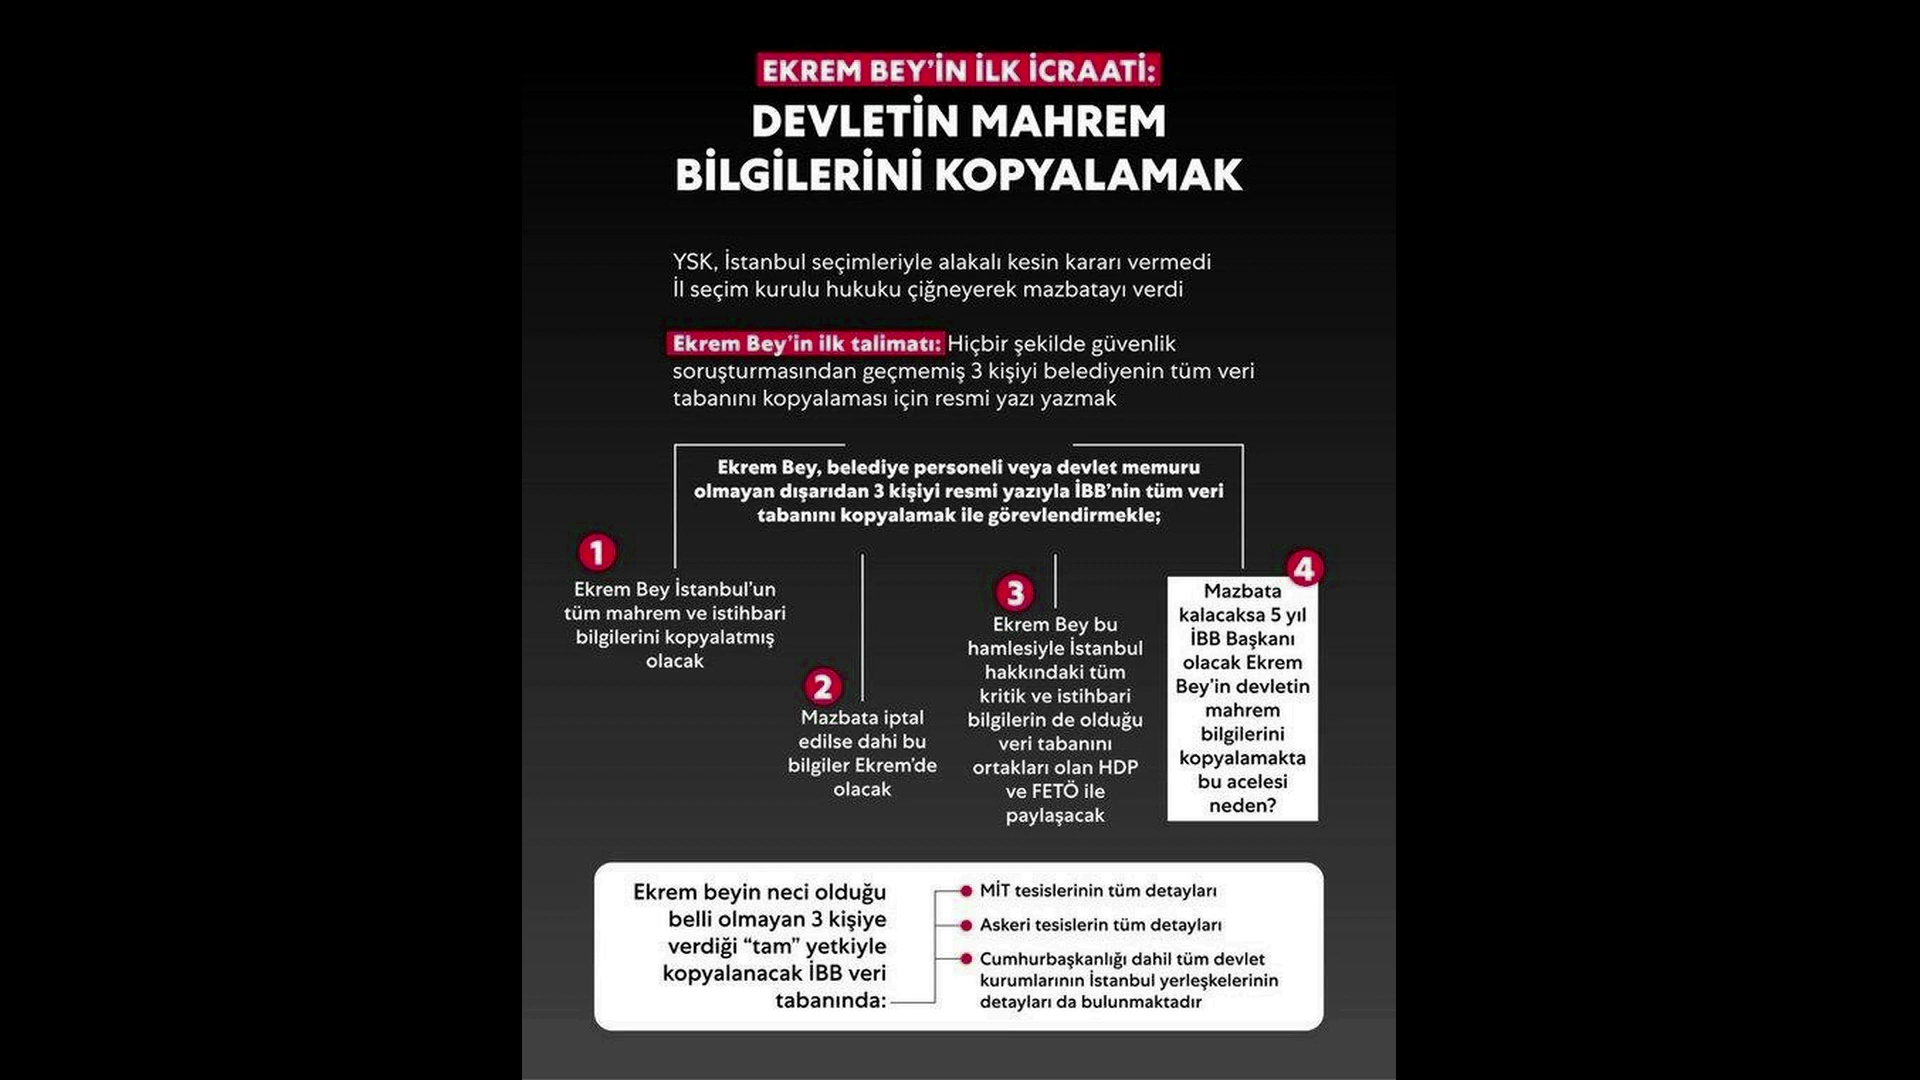 EKREM BEY'İN İLK İCRAATİ:
DEVLETİN MAHREM
BİLGİLERİNİ KOPYALAMAK
YSK, İstanbul seçimleriyle alakalı kesin kararı vermedi
İl seçim kurulu hukuku çiğneyerek mazbatayı verdi
Ekrem Bey'in ilk talimatı: Hiçbir şekilde güvenlik
soruşturmasından geçmemiş 3 kişiyi belediyenin tüm veri
tabanını kopyalaması için resmi yazı yazmak
Ekrem Bey, belediye personeli veya devlet memuru
olmayan dışarıdan 3 kişiyi resmi yazıyla İBB'nin tüm veri
tabanını kopyalamak ile görevlendirmekle;
1
Ekrem Bey İstanbul'un
tüm mahrem ve istihbari
bilgilerini kopyalatmış
olacak
2
Mazbata iptal
edilse dahi bu
bilgiler Ekrem'de
olacak
3
Ekrem Bey bu
hamlesiyle İstanbul
hakkındaki tüm
kritik ve istihbari
bilgilerin de olduğu
veri tabanını
ortakları olan HDP
ve FETÖ ile
paylaşacak
4
Mazbata
kalacaksa 5 yıl
İBB Başkanı
olacak Ekrem
Bey'in devletin
mahrem
bilgilerini
kopyalamakta
bu acelesi
neden?
Ekrem beyin neci olduğu
belli olmayan 3 kişiye
verdiği "tam" yetkiyle
kopyalanacak İBB veri
tabanında:
MİT tesislerinin tüm detayları
Askeri tesislerin tüm detayları
Cumhurbaşkanlığı dahil tüm devlet
kurumlarının İstanbul yerleşkelerinin
detayları da bulunmaktadır